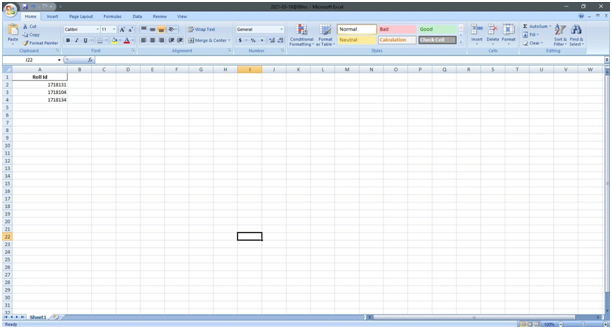 Microsoft Excel
Home Insert Page Layout Formulas Data Review View
Cut
Copy
Format Painter
Clipboard
Calibri 11
B I U
Font
Wrap Text
Merge & Center
Alignment
General
$ % ,
Number
Conditional Formatting
Format as Table
Normal Bad Good
Neutral Calculation Check Cell
Styles
Insert Delete Format
Cells
Σ AutoSum
Fill
Clear
Sort & Filter
Find & Select
Editing
I22
fx
A B C D E F G H I J K L M N O P Q R S T U V W
1 Roll Id
2 1718131
3 1718104
4 1718134
5
6
7
8
9
10
11
12
13
14
15
16
17
18
19
20
21
22
23
24
25
26
27
28
29
30
31
32
Sheet1
Ready
100%